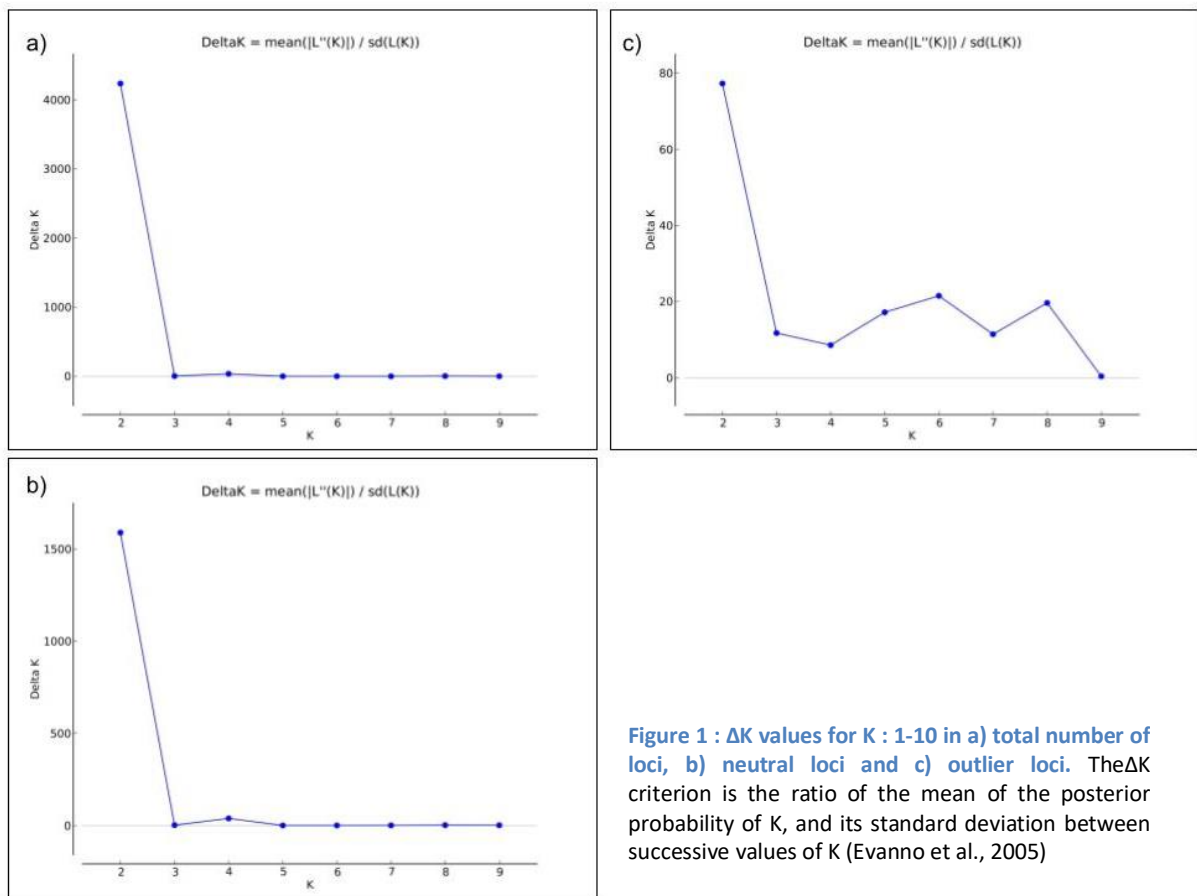 a)
DeltaK = mean(|L''(K)|) / sd(L(K))
Delta K
4000
3000
2000
1000
0
2 3 4 5 6 7 8 9
K
c)
DeltaK = mean(|L''(K)|) / sd(L(K))
Delta K
80
60
40
20
0
2 3 4 5 6 7 8 9
K
b)
DeltaK = mean(|L''(K)|) / sd(L(K))
Delta K
1500
1000
500
0
2 3 4 5 6 7 8 9
K
Figure 1 : ΔK values for K : 1-10 in a) total number of
loci, b) neutral loci and c) outlier loci. TheΔK
criterion is the ratio of the mean of the posterior
probability of K, and its standard deviation between
successive values of K (Evanno et al., 2005)